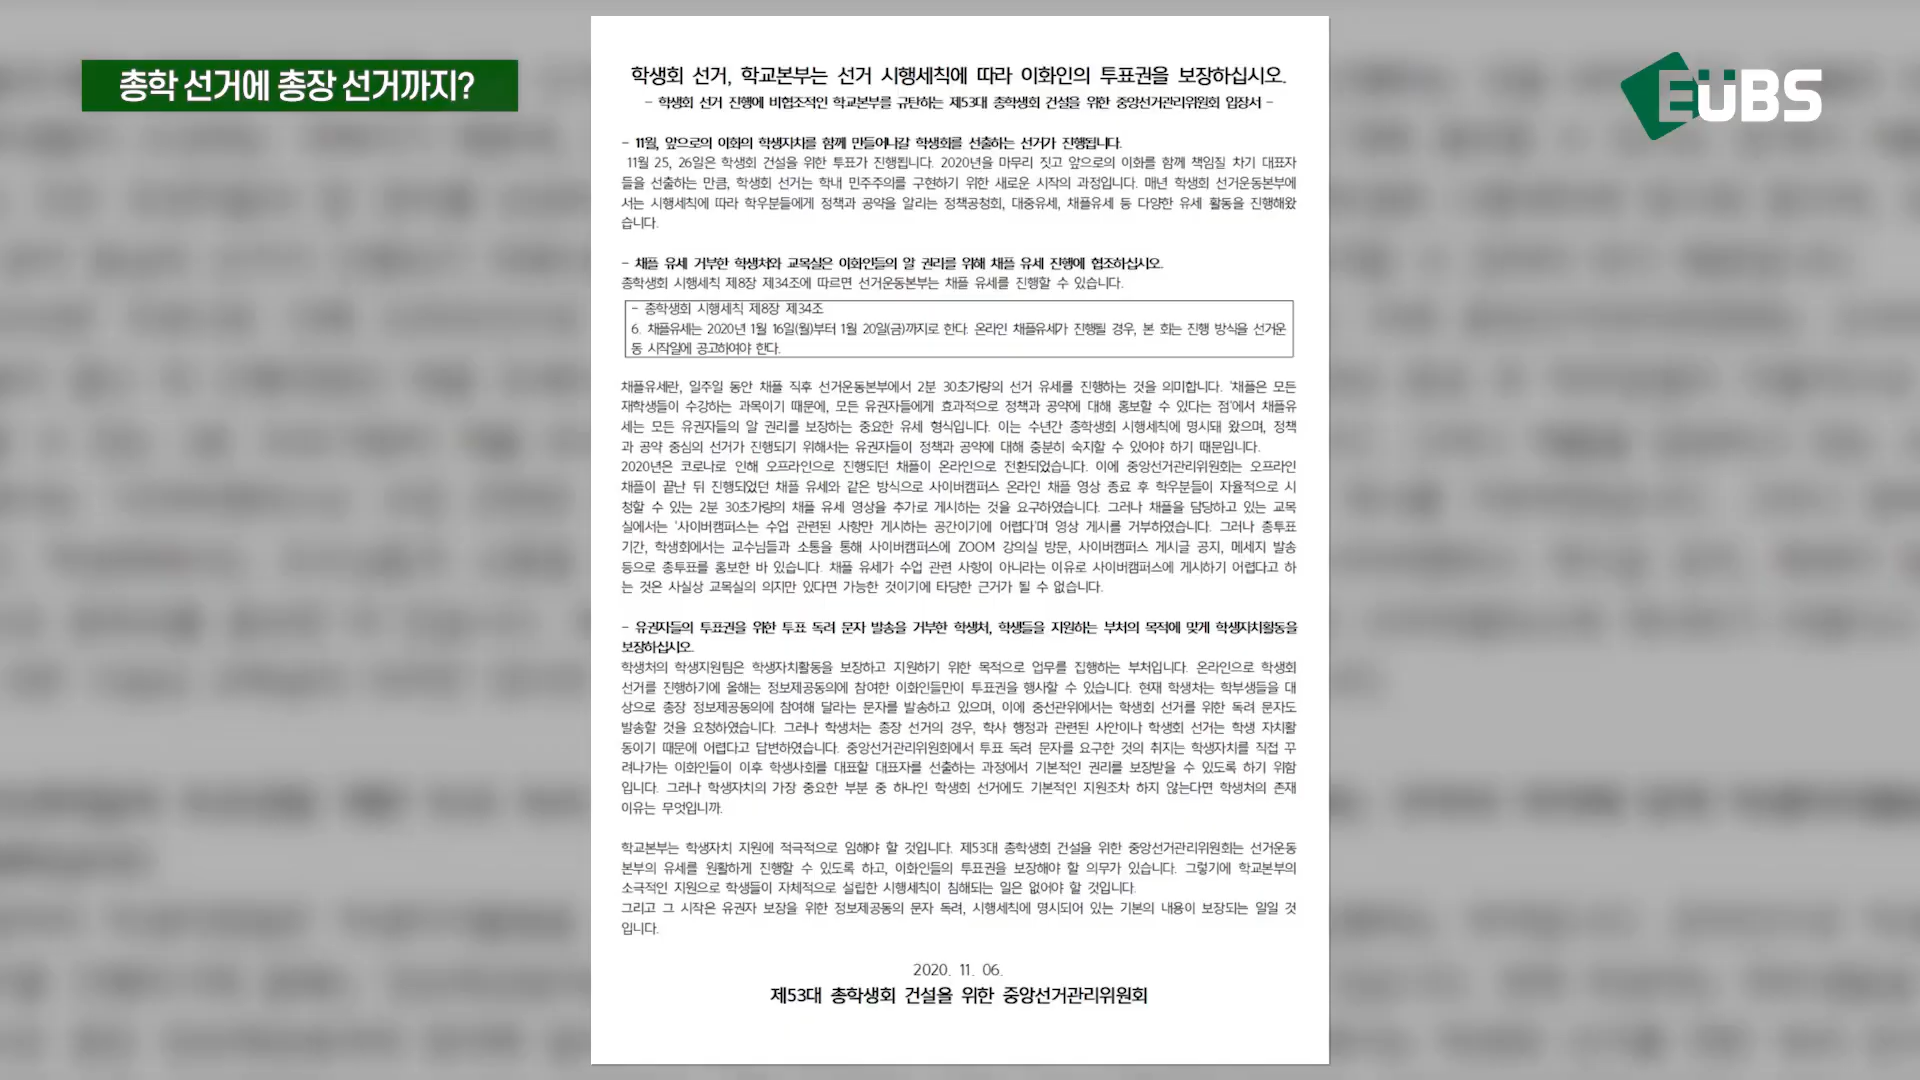 총학 선거에 총장 선거까지?
EUBS
학생회 선거, 학교본부는 선거 시행세칙에 따라 이화인의 투표권을 보장하십시오.
- 학생회 선거 진행에 비협조적인 학교본부를 규탄하는 제53대 총학생회 건설을 위한 중앙선거관리위원회 입장서 -
- 11월, 앞으로의 이화의 학생자치를 함께 만들어나갈 학생회를 선출하는 선거가 진행됩니다.
11월 25, 26일은 학생회 건설을 위한 투표가 진행됩니다. 2020년을 마무리 짓고 앞으로의 이화를 함께 책임질 차기 대표자
들을 선출하는 만큼, 학생회 선거는 학내 민주주의를 구현하기 위한 새로운 시작의 과정입니다. 매년 학생회 선거운동본부에
서는 시행세칙에 따라 학우분들에게 정책과 공약을 알리는 정책공청회, 대중유세, 채플유세 등 다양한 유세 활동을 진행해왔
습니다.
- 채플 유세 거부한 학생처와 교목실은 이화인들의 알 권리를 위해 채플 유세 진행에 협조하십시오.
총학생회 시행세칙 제8장 제34조에 따르면 선거운동본부는 채플 유세를 진행할 수 있습니다.
- 총학생회 시행세칙 제8장 제34조
6. 채플유세는 2020년 1월 16일(월)부터 1월 20일(금)까지로 한다. 온라인 채플유세가 진행될 경우, 본 회는 진행 방식을 선거운
동 시작일에 공고하여야 한다.
채플유세란, 일주일 동안 채플 직후 선거운동본부에서 2분 30초가량의 선거 유세를 진행하는 것을 의미합니다. '채플은 모든
재학생들이 수강하는 과목이기 때문에, 모든 유권자들에게 효과적으로 정책과 공약에 대해 홍보할 수 있다는 점'에서 채플유
세는 모든 유권자들의 알 권리를 보장하는 중요한 유세 형식입니다. 이는 수년간 총학생회 시행세칙에 명시돼 왔으며, 정책
과 공약 중심의 선거가 진행되기 위해서는 유권자들이 정책과 공약에 대해 충분히 숙지할 수 있어야 하기 때문입니다.
2020년은 코로나로 인해 오프라인으로 진행되던 채플이 온라인으로 전환되었습니다. 이에 중앙선거관리위원회는 오프라인
채플이 끝난 뒤 진행되었던 채플 유세와 같은 방식으로 사이버캠퍼스 온라인 채플 영상 종료 후 학우분들이 자율적으로 시
청할 수 있는 2분 30초가량의 채플 유세 영상을 추가로 게시하는 것을 요구하였습니다. 그러나 채플을 담당하고 있는 교목
실에서는 '사이버캠퍼스는 수업 관련된 사항만 게시하는 공간이기에 어렵다'며 영상 게시를 거부하였습니다. 그러나 총투표
기간, 학생회에서는 교수님들과 소통을 통해 사이버캠퍼스에 ZOOM 강의실 방문, 사이버캠퍼스 게시글 공지, 메세지 발송
등으로 총투표를 홍보한 바 있습니다. 채플 유세가 수업 관련 사항이 아니라는 이유로 사이버캠퍼스에 게시하기 어렵다고 하
는 것은 사실상 교목실의 의지만 있다면 가능한 것이기에 타당한 근거가 될 수 없습니다.
- 유권자들의 투표권을 위한 투표 독려 문자 발송을 거부한 학생처, 학생들을 지원하는 부처의 목적에 맞게 학생자치활동을
보장하십시오.
학생처의 학생지원팀은 학생자치활동을 보장하고 지원하기 위한 목적으로 업무를 집행하는 부처입니다. 온라인으로 학생회
선거를 진행하기에 올해는 정보제공동의에 참여한 이화인들만이 투표권을 행사할 수 있습니다. 현재 학생처는 학부생들을 대
상으로 총장 정보제공동의에 참여해 달라는 문자를 발송하고 있으며, 이에 중선관위에서는 학생회 선거를 위한 독려 문자도
발송할 것을 요청하였습니다. 그러나 학생처는 총장 선거의 경우, 학사 행정과 관련된 사안이나 학생회 선거는 학생 자치활
동이기 때문에 어렵다고 답변하였습니다. 중앙선거관리위원회에서 투표 독려 문자를 요구한 것의 취지는 학생자치를 직접 꾸
려나가는 이화인들이 이후 학생사회를 대표할 대표자를 선출하는 과정에서 기본적인 권리를 보장받을 수 있도록 하기 위함
입니다. 그러나 학생자치의 가장 중요한 부분 중 하나인 학생회 선거에도 기본적인 지원조차 하지 않는다면 학생처의 존재
이유는 무엇입니까.
학교본부는 학생자치 지원에 적극적으로 임해야 할 것입니다. 제53대 총학생회 건설을 위한 중앙선거관리위원회는 선거운동
본부의 유세를 원활하게 진행할 수 있도록 하고, 이화인들의 투표권을 보장해야 할 의무가 있습니다. 그렇기에 학교본부의
소극적인 지원으로 학생들이 자체적으로 설립한 시행세칙이 침해되는 일은 없어야 할 것입니다.
그리고 그 시작은 유권자 보장을 위한 정보제공동의 문자 독려, 시행세칙에 명시되어 있는 기본의 내용이 보장되는 일일 것
입니다.
2020. 11. 06.
제53대 총학생회 건설을 위한 중앙선거관리위원회